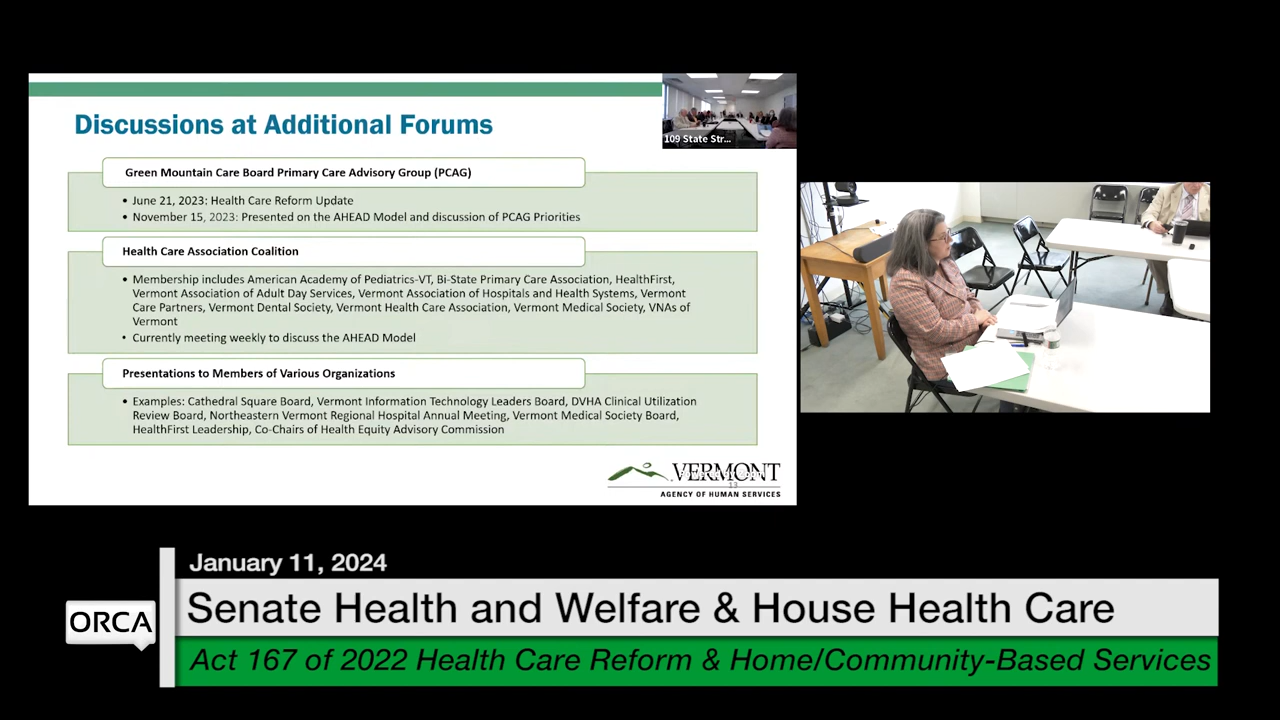 Discussions at Additional Forums
109 State Str...
Green Mountain Care Board Primary Care Advisory Group (PCAG)
• June 21, 2023: Health Care Reform Update
• November 15, 2023: Presented on the AHEAD Model and discussion of PCAG Priorities
Health Care Association Coalition
• Membership includes American Academy of Pediatrics-VT, Bi-State Primary Care Association, HealthFirst,
Vermont Association of Adult Day Services, Vermont Association of Hospitals and Health Systems, Vermont
Care Partners, Vermont Dental Society, Vermont Health Care Association, Vermont Medical Society, VNAs of
Vermont
• Currently meeting weekly to discuss the AHEAD Model
Presentations to Members of Various Organizations
• Examples: Cathedral Square Board, Vermont Information Technology Leaders Board, DVHA Clinical Utilization
Review Board, Northeastern Vermont Regional Hospital Annual Meeting, Vermont Medical Society Board,
HealthFirst Leadership, Co-Chairs of Health Equity Advisory Commission
VERMONT
13
AGENCY OF HUMAN SERVICES
January 11, 2024
ORCA
Senate Health and Welfare & House Health Care
Act 167 of 2022 Health Care Reform & Home/Community-Based Services